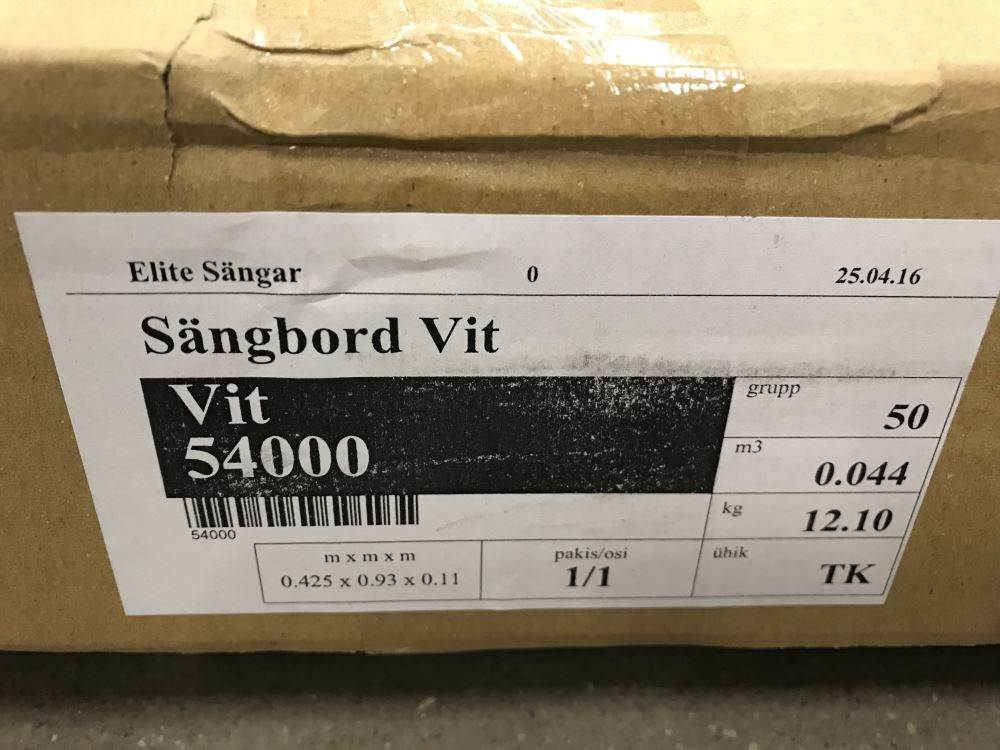 Elite Sängar 0 25.04.16
Sängbord Vit
Vit
54000
grupp
50
m3
0.044
kg
12.10
54000
m x m x m
0.425 x 0.93 x 0.11
pakis/osi
1/1
ühik
TK